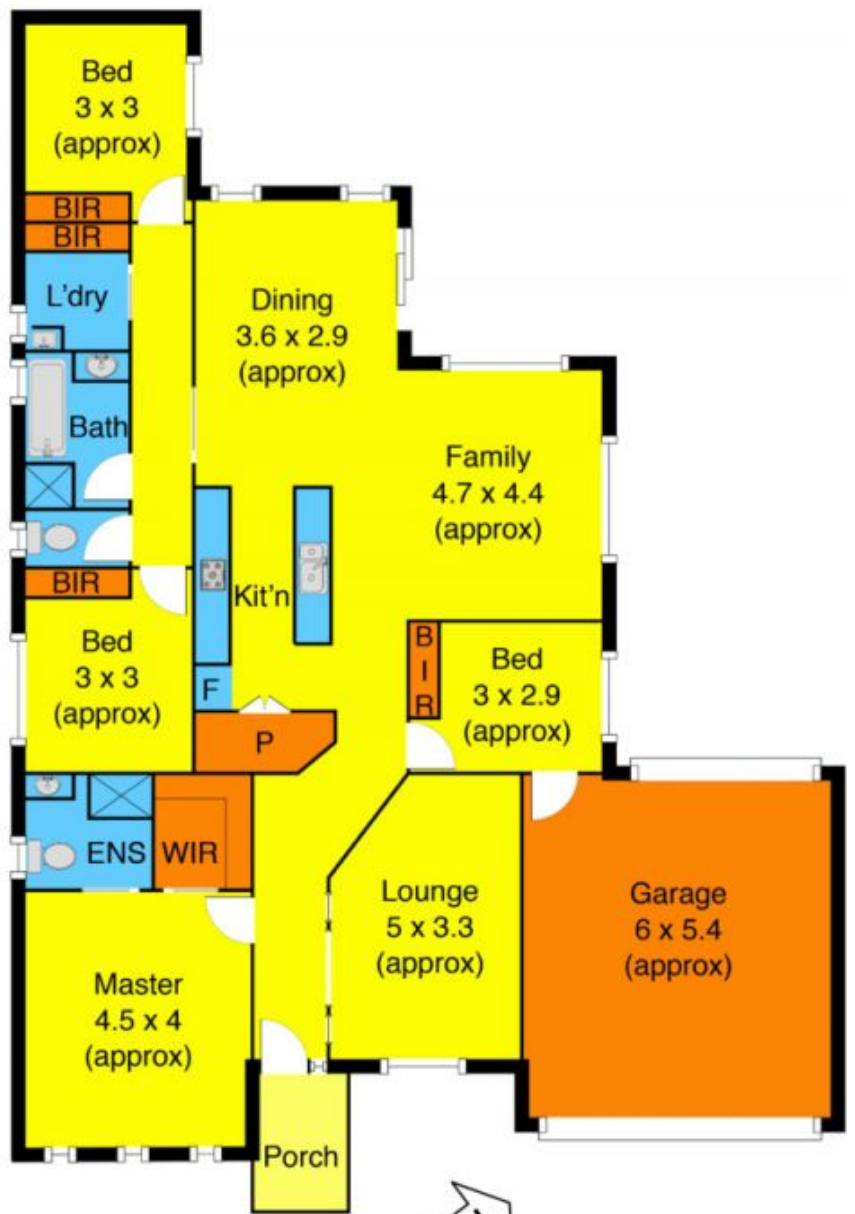 Bed
3 x 3
(approx)
BIR
BIR
L'dry
Dining
3.6 x 2.9
(approx)
Bath
Family
4.7 x 4.4
(approx)
BIR
Kit'n
Bed
3 x 3
(approx)
F
B
I
R
Bed
3 x 2.9
(approx)
P
ENS
WIR
Lounge
5 x 3.3
(approx)
Garage
6 x 5.4
(approx)
Master
4.5 x 4
(approx)
Porch